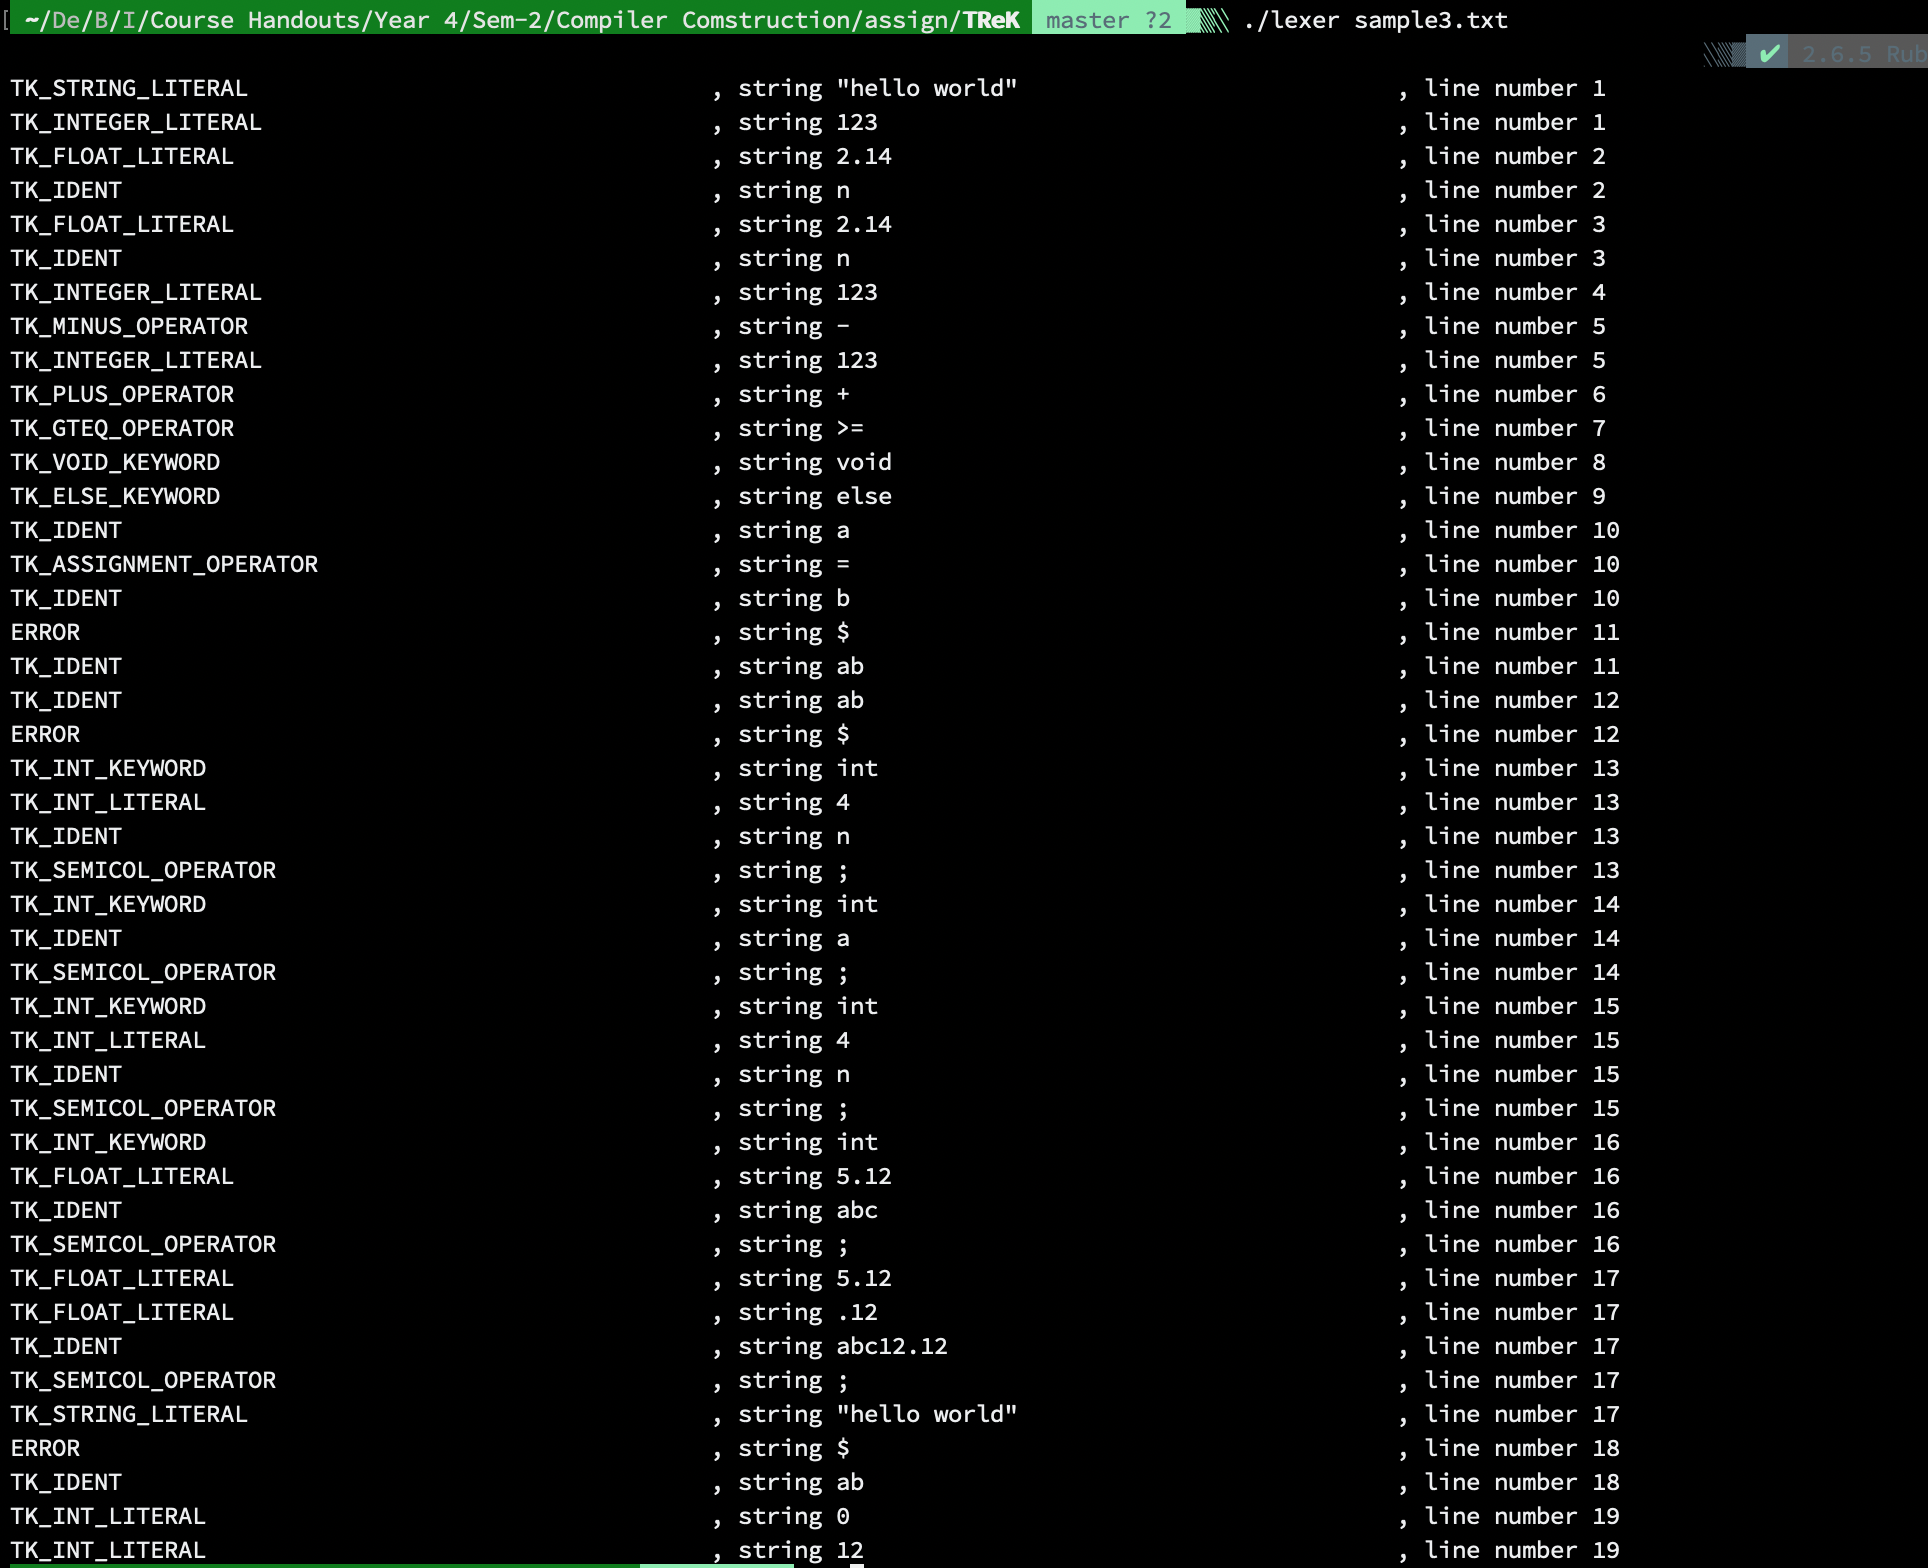 ~/De/B/I/Course Handouts/Year 4/Sem-2/Compiler Comstruction/assign/TReK master ?2 ./lexer sample3.txt
✔ 2.6.5 Rub
TK_STRING_LITERAL , string "hello world" , line number 1
TK_INTEGER_LITERAL , string 123 , line number 1
TK_FLOAT_LITERAL , string 2.14 , line number 2
TK_IDENT , string n , line number 2
TK_FLOAT_LITERAL , string 2.14 , line number 3
TK_IDENT , string n , line number 3
TK_INTEGER_LITERAL , string 123 , line number 4
TK_MINUS_OPERATOR , string - , line number 5
TK_INTEGER_LITERAL , string 123 , line number 5
TK_PLUS_OPERATOR , string + , line number 6
TK_GTEQ_OPERATOR , string >= , line number 7
TK_VOID_KEYWORD , string void , line number 8
TK_ELSE_KEYWORD , string else , line number 9
TK_IDENT , string a , line number 10
TK_ASSIGNMENT_OPERATOR , string = , line number 10
TK_IDENT , string b , line number 10
ERROR , string $ , line number 11
TK_IDENT , string ab , line number 11
TK_IDENT , string ab , line number 12
ERROR , string $ , line number 12
TK_INT_KEYWORD , string int , line number 13
TK_INT_LITERAL , string 4 , line number 13
TK_IDENT , string n , line number 13
TK_SEMICOL_OPERATOR , string ; , line number 13
TK_INT_KEYWORD , string int , line number 14
TK_IDENT , string a , line number 14
TK_SEMICOL_OPERATOR , string ; , line number 14
TK_INT_KEYWORD , string int , line number 15
TK_INT_LITERAL , string 4 , line number 15
TK_IDENT , string n , line number 15
TK_SEMICOL_OPERATOR , string ; , line number 15
TK_INT_KEYWORD , string int , line number 16
TK_FLOAT_LITERAL , string 5.12 , line number 16
TK_IDENT , string abc , line number 16
TK_SEMICOL_OPERATOR , string ; , line number 16
TK_FLOAT_LITERAL , string 5.12 , line number 17
TK_FLOAT_LITERAL , string .12 , line number 17
TK_IDENT , string abc12.12 , line number 17
TK_SEMICOL_OPERATOR , string ; , line number 17
TK_STRING_LITERAL , string "hello world" , line number 17
ERROR , string $ , line number 18
TK_IDENT , string ab , line number 18
TK_INT_LITERAL , string 0 , line number 19
TK_INT_LITERAL , string 12 , line number 19